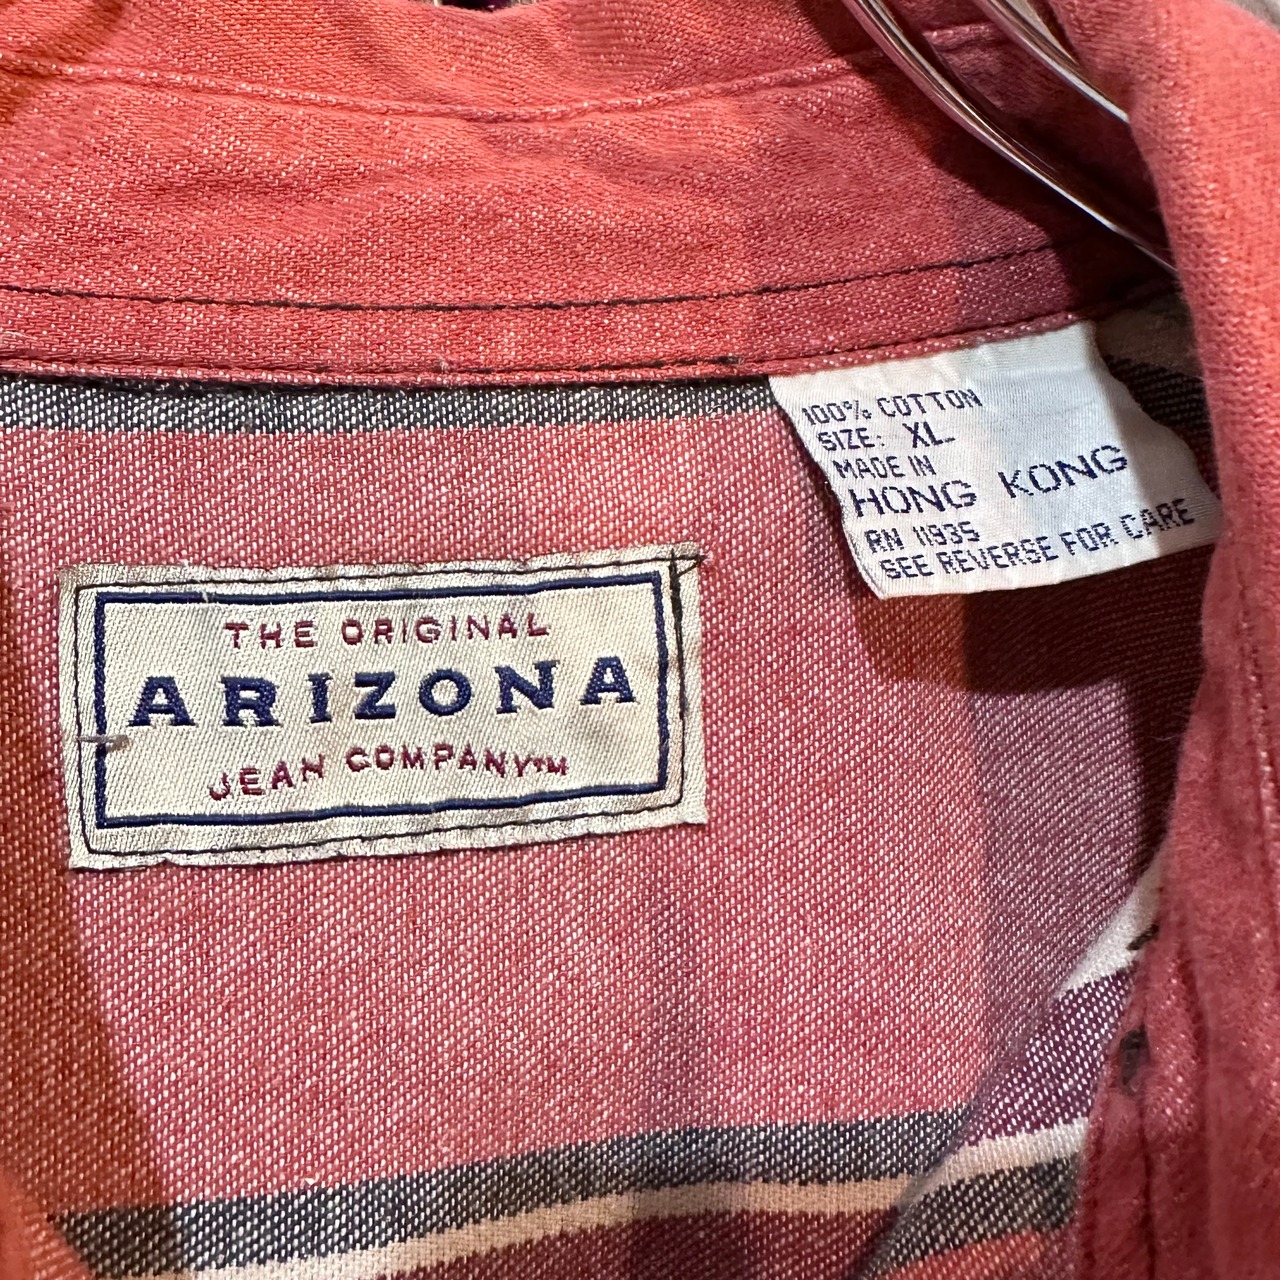 100% COTTON
SIZE: XL
MADE IN
HONG KONG
RN 11935
SEE REVERSE FOR CARE
THE ORIGINAL
ARIZONA
JEAN COMPANY™